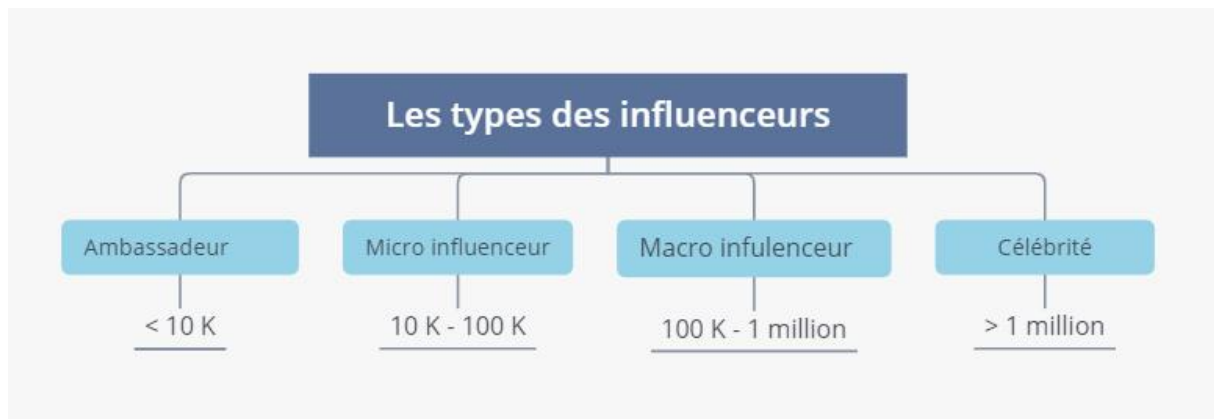 Les types des influenceurs
Ambassadeur
Micro influenceur
Macro infulenceur
Célébrité
< 10 K
10 K - 100 K
100 K - 1 million
> 1 million